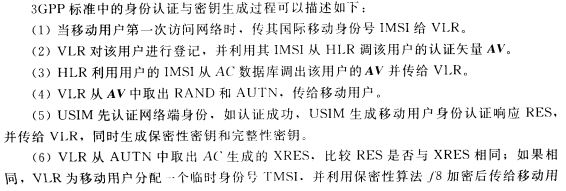 3GPP 标准中的身份认证与密钥生成过程可以描述如下:
(1) 当移动用户第一次访问网络时,传其国际移动身份号 IMSI 给 VLR。
(2) VLR 对该用户进行登记,并利用其 IMSI 从 HLR 调该用户的认证矢量 AV。
(3) HLR 利用用户的 IMSI 从 AC 数据库调出该用户的 AV 并传给 VLR。
(4) VLR 从 AV 中取出 RAND 和 AUTN,传给移动用户。
(5) USIM 先认证网络端身份,如认证成功,USIM 生成移动用户身份认证响应 RES,
并传给 VLR,同时生成保密性密钥和完整性密钥。
(6) VLR 从 AUTN 中取出 AC 生成的 XRES,比较 RES 是否与 XRES 相同;如果相
同,VLR 为移动用户分配一个临时身份号 TMSI,并利用保密性算法 f8 加密后传给移动用